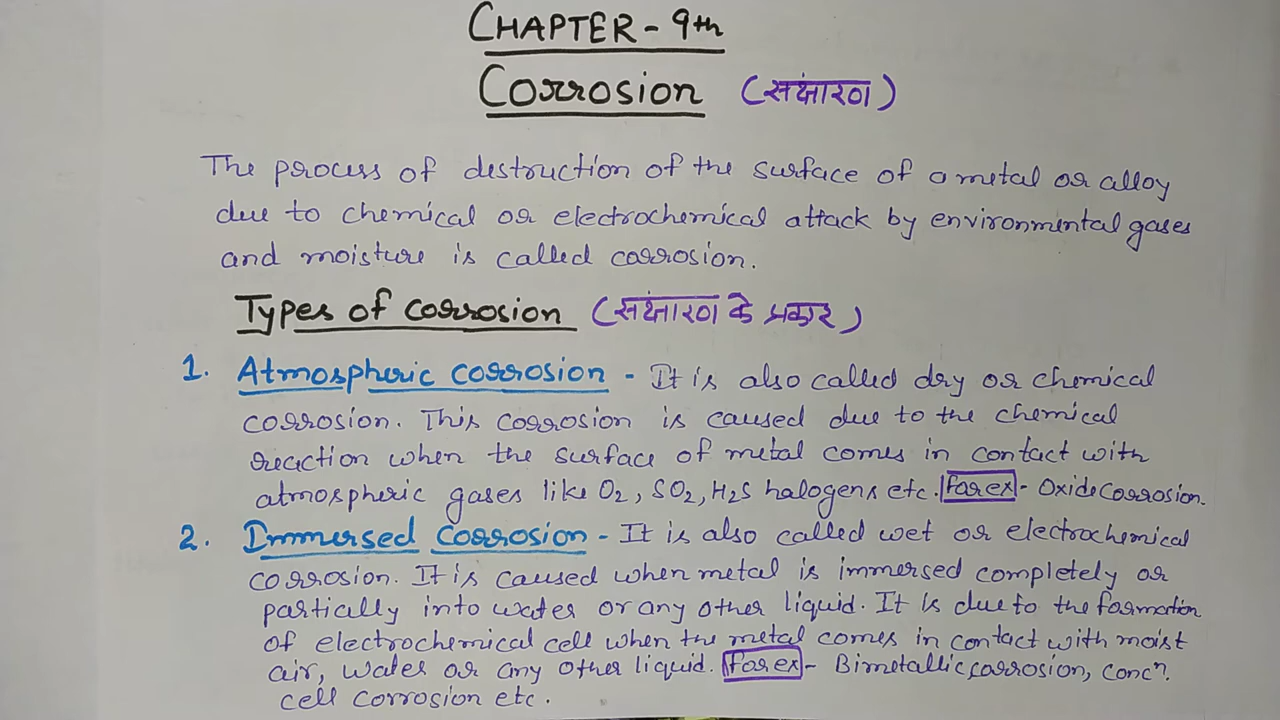 CHAPTER - 9th
Corrosion (संक्षारण)
The process of destruction of the surface of a metal or alloy
due to chemical or electrochemical attack by environmental gases
and moisture is called corrosion.
Types of corrosion (संक्षारण के प्रकार)
1. Atmospheric corrosion - It is also called dry or chemical
corrosion. This corrosion is caused due to the chemical
reaction when the surface of metal comes in contact with
atmospheric gases like O₂, SO₂, H₂S halogens etc. For ex - Oxide corrosion.
2. Immersed Corrosion - It is also called wet or electrochemical
corrosion. It is caused when metal is immersed completely or
partially into water or any other liquid. It is due to the formation
of electrochemical cell when the metal comes in contact with moist
air, water or any other liquid. For ex - Bimetallic corrosion, concⁿ.
cell corrosion etc.